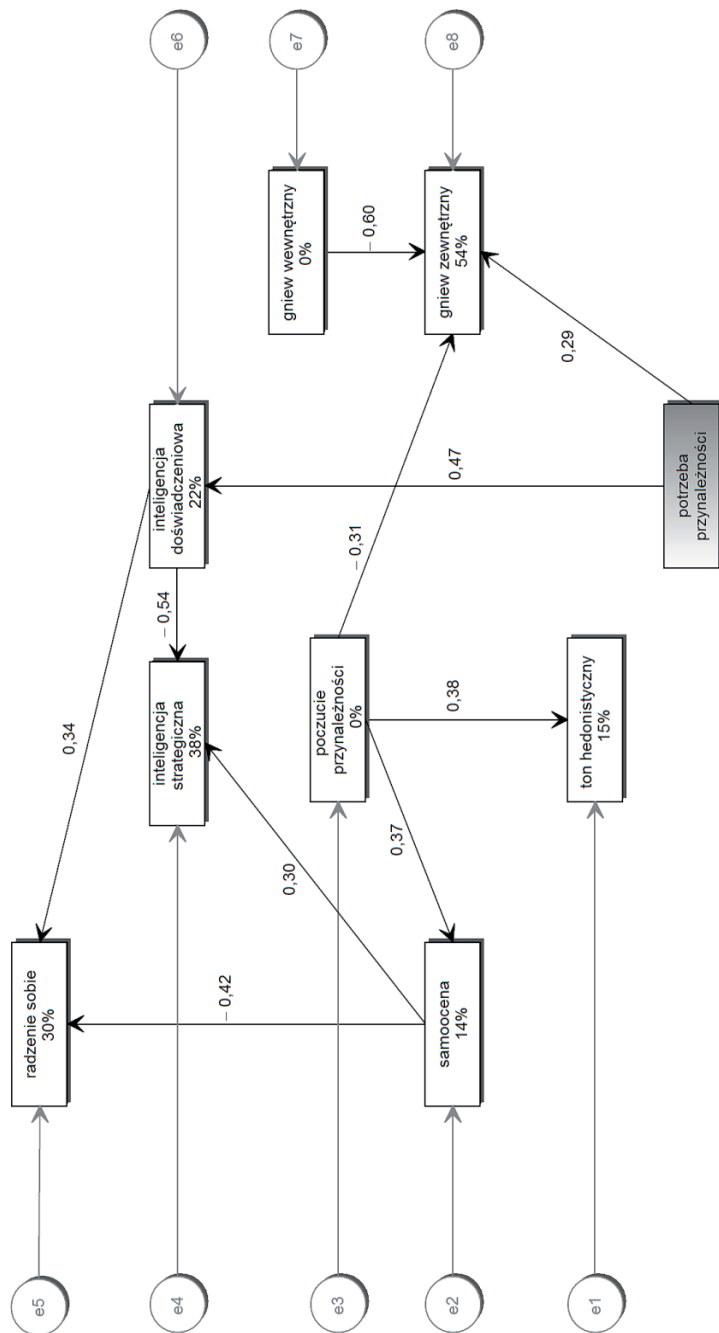 e5
radzenie sobie
30%
0,34
e4
inteligencja
strategiczna
38%
– 0,54
inteligencja
doświadczeniowa
22%
e6
– 0,42
0,30
e3
poczucie
przynależności
0%
gniew wewnętrzny
0%
e7
0,37
– 0,31
– 0,60
e2
samoocena
14%
0,38
0,47
gniew zewnętrzny
54%
e8
e1
ton hedonistyczny
15%
0,29
potrzeba
przynależności